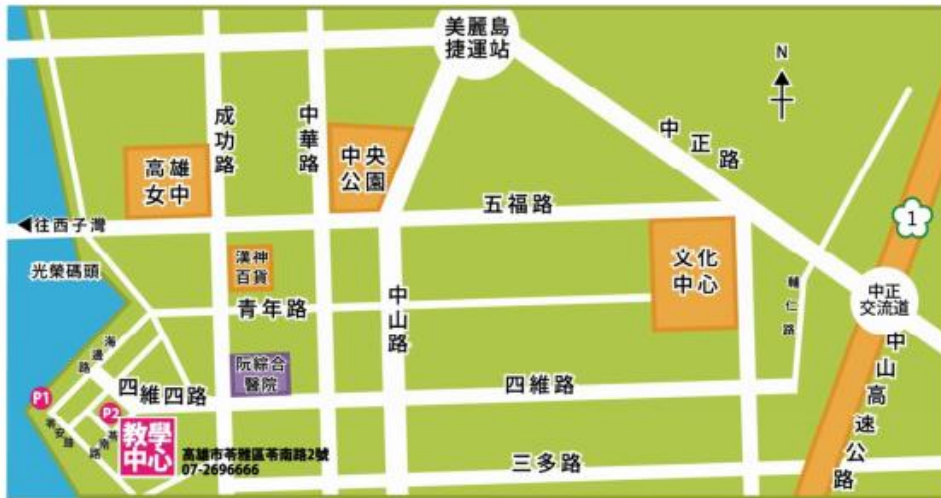 美麗島
捷運站
N
成功路
中華路
中正路
高雄
女中
中央
公園
五福路
1
◀往西子灣
漢神
百貨
文化
中心
光榮碼頭
青年路
中山路
輔仁路
中正
交流道
海邊路
阮綜合
醫院
四維四路
四維路
中山高速公路
P1
P2
苓南路
教學
中心
高雄市苓雅區苓南路2號
07-2696666
三多路